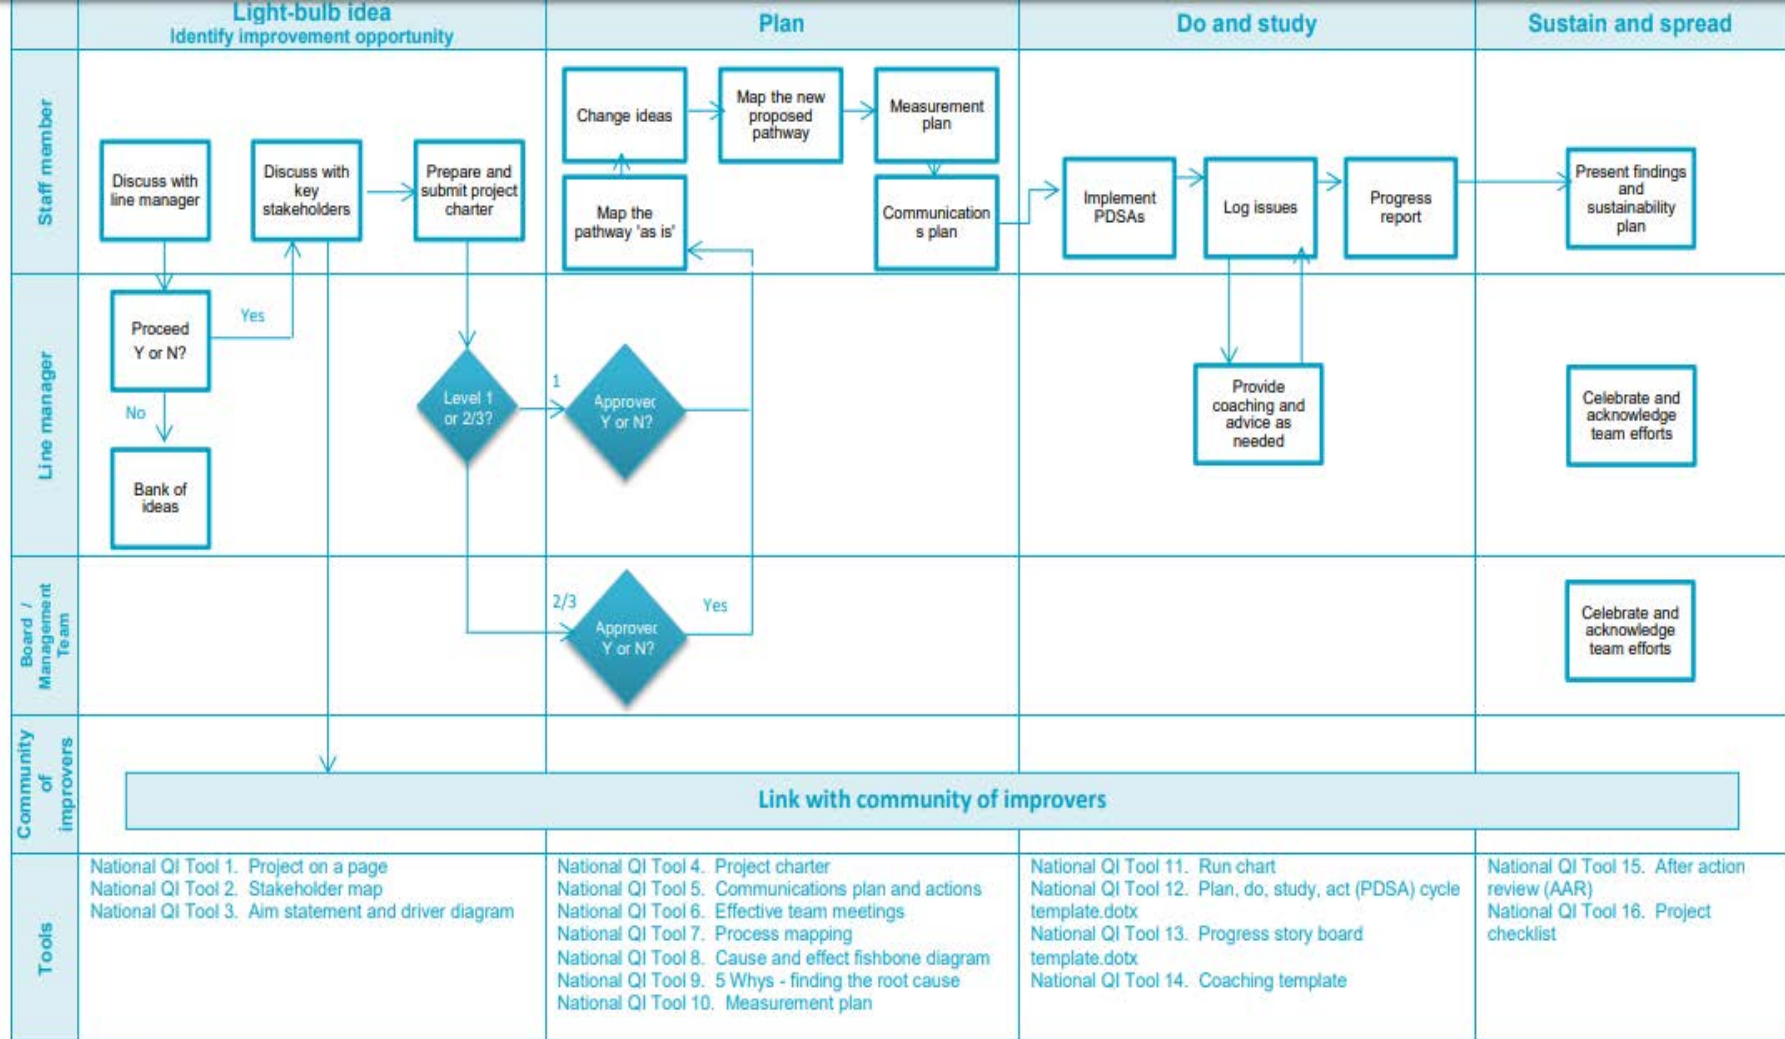 Light-bulb idea
Identify improvement opportunity
Plan
Do and study
Sustain and spread
Staff member
Discuss with
line manager
Discuss with
key
stakeholders
Prepare and
submit project
charter
Change ideas
Map the new
proposed
pathway
Measurement
plan
Map the
pathway 'as is'
Communication
s plan
Implement
PDSAs
Log issues
Progress
report
Present findings
and
sustainability
plan
Line manager
Proceed
Y or N?
Yes
No
Bank of
ideas
Level 1
or 2/3?
1
Approvec
Y or N?
Provide
coaching and
advice as
needed
Celebrate and
acknowledge
team efforts
Board /
Management
Team
2/3
Approvec
Y or N?
Yes
Celebrate and
acknowledge
team efforts
Community
of
improvers
Link with community of improvers
Tools
National QI Tool 1. Project on a page
National QI Tool 2. Stakeholder map
National QI Tool 3. Aim statement and driver diagram
National QI Tool 4. Project charter
National QI Tool 5. Communications plan and actions
National QI Tool 6. Effective team meetings
National QI Tool 7. Process mapping
National QI Tool 8. Cause and effect fishbone diagram
National QI Tool 9. 5 Whys - finding the root cause
National QI Tool 10. Measurement plan
National QI Tool 11. Run chart
National QI Tool 12. Plan, do, study, act (PDSA) cycle
template.dotx
National QI Tool 13. Progress story board
template.dotx
National QI Tool 14. Coaching template
National QI Tool 15. After action
review (AAR)
National QI Tool 16. Project
checklist